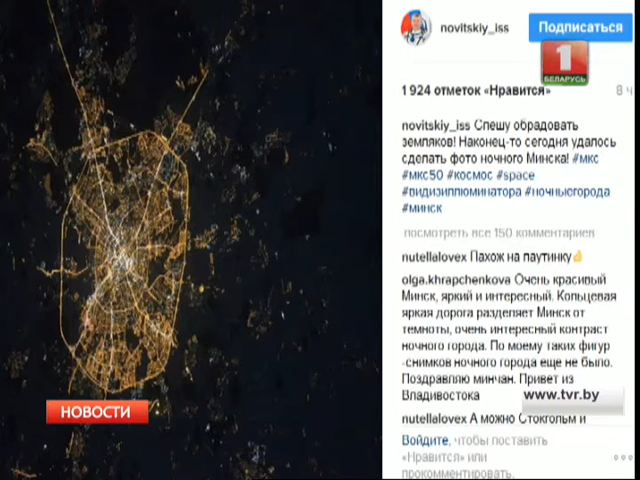 novitskiy_iss
Подписаться
1
БЕЛАРУСЬ
1 924 отметок «Нравится»
8 ч
novitskiy_iss Спешу обрадовать
земляков! Наконец-то сегодня удалось
сделать фото ночного Минска! #мкс
#мкс50 #космос #space
#видизиллюминатора #ночныегорода
#минск
посмотреть все 150 комментариев
nutellalovex Пахож на паутинку👍
olga.khrapchenkova Очень красивый
Минск, яркий и интересный. Кольцевая
яркая дорога разделяет Минск от
темноты, очень интересный контраст
ночного города. По моему таких фигур
-снимков ночного города еще не было.
Поздравляю минчан. Привет из
Владивостока
www.tvr.by
nutellalovex А можно Стокгольм и
Войдите, чтобы поставить
«Нравится» или
прокомментировать.
НОВОСТИ